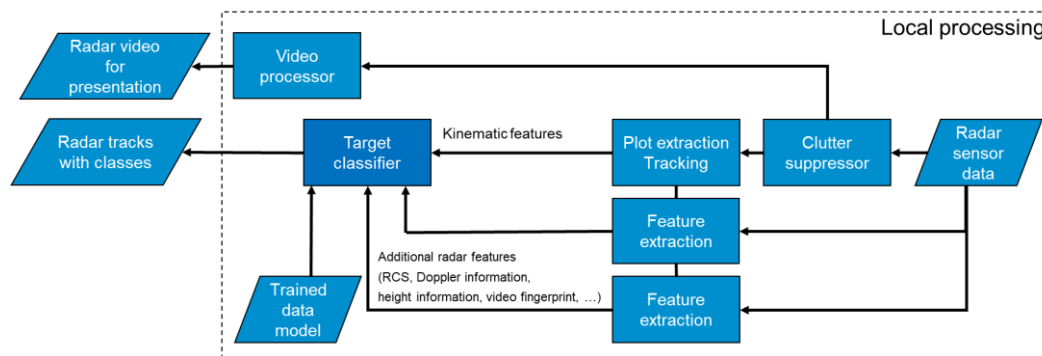 Local processing
Radar video
for
presentation
Video
processor
Radar tracks
with classes
Target
classifier
Kinematic features
Plot extraction
Tracking
Clutter
suppressor
Radar
sensor
data
Feature
extraction
Additional radar features
(RCS, Doppler information,
height information, video fingerprint, …)
Trained
data
model
Feature
extraction